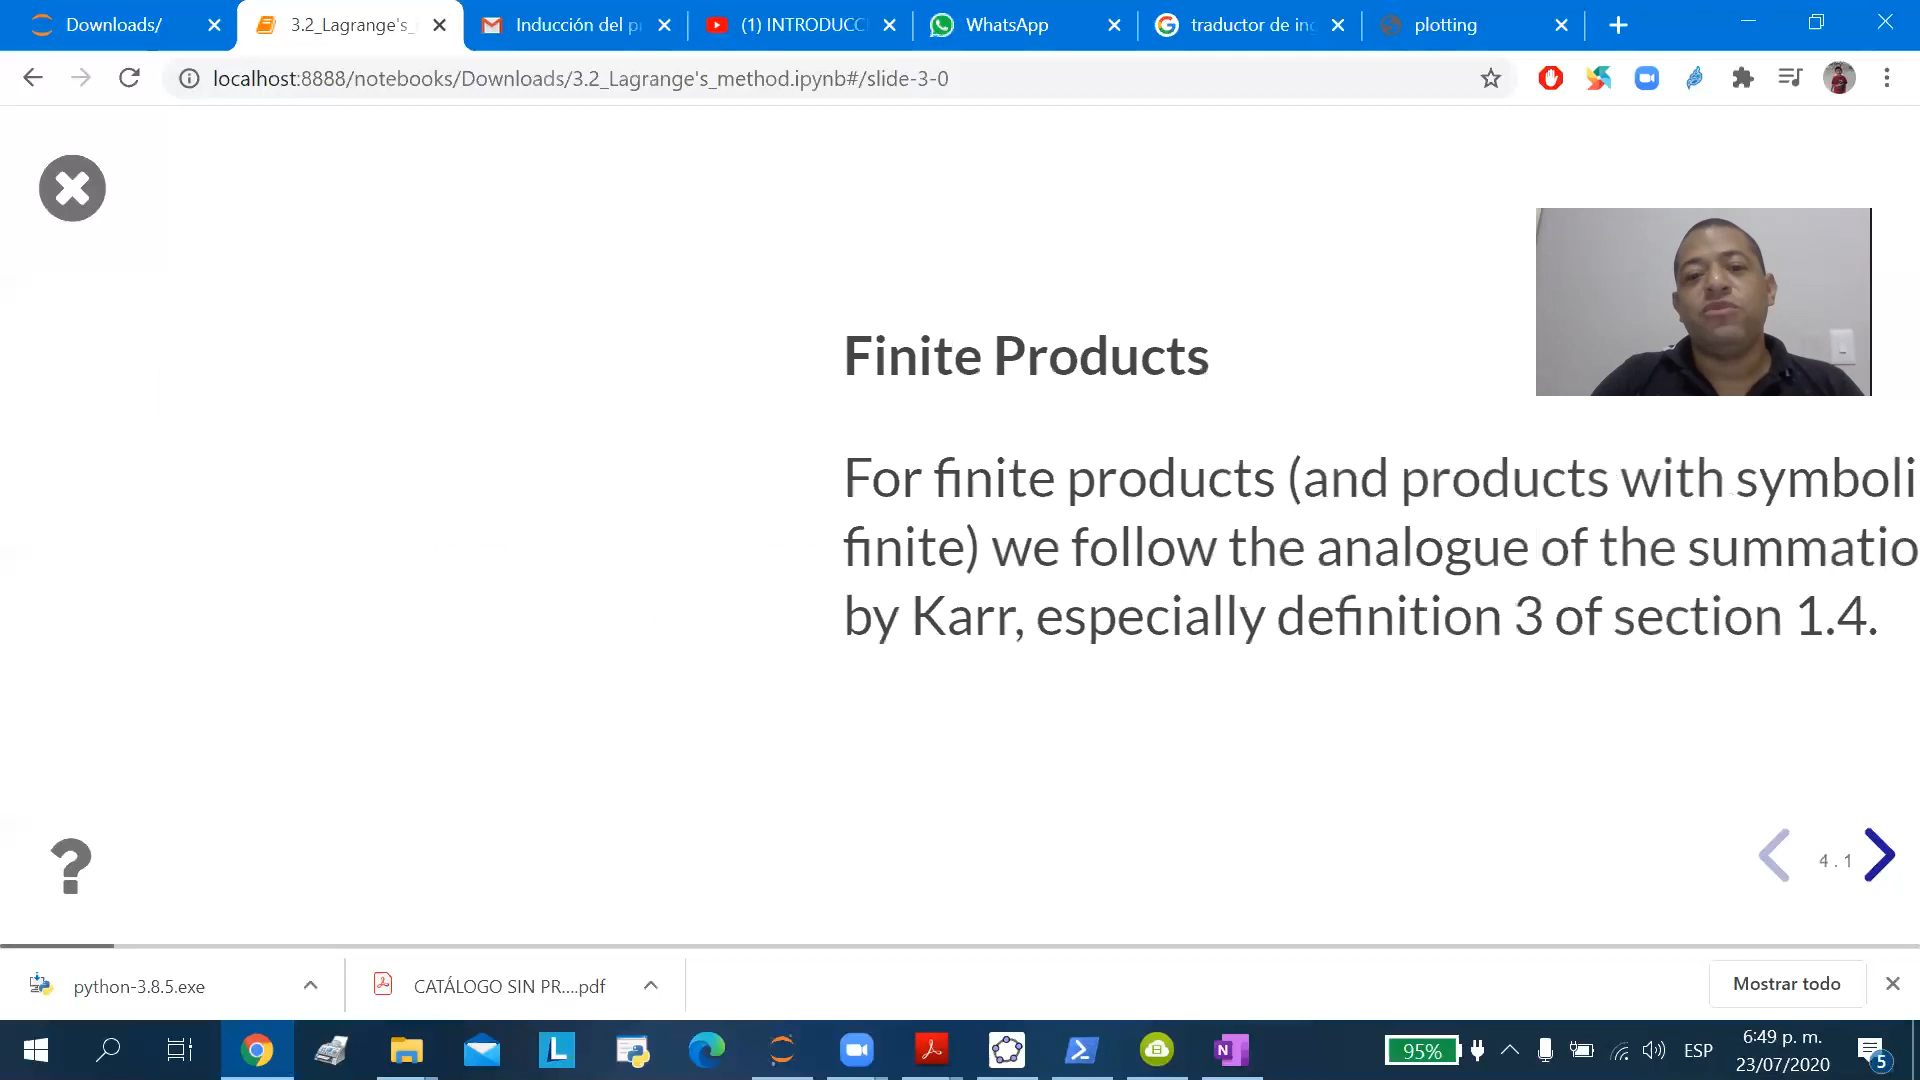 Downloads/
3.2_Lagrange's_
Inducción del p
(1) INTRODUCC
WhatsApp
traductor de in
plotting
localhost:8888/notebooks/Downloads/3.2_Lagrange's_method.ipynb#/slide-3-0
Finite Products
For finite products (and products with symboli
finite) we follow the analogue of the summatio
by Karr, especially definition 3 of section 1.4.
4 . 1
python-3.8.5.exe
CATÁLOGO SIN PR....pdf
Mostrar todo
95%
ESP
6:49 p. m.
23/07/2020
5